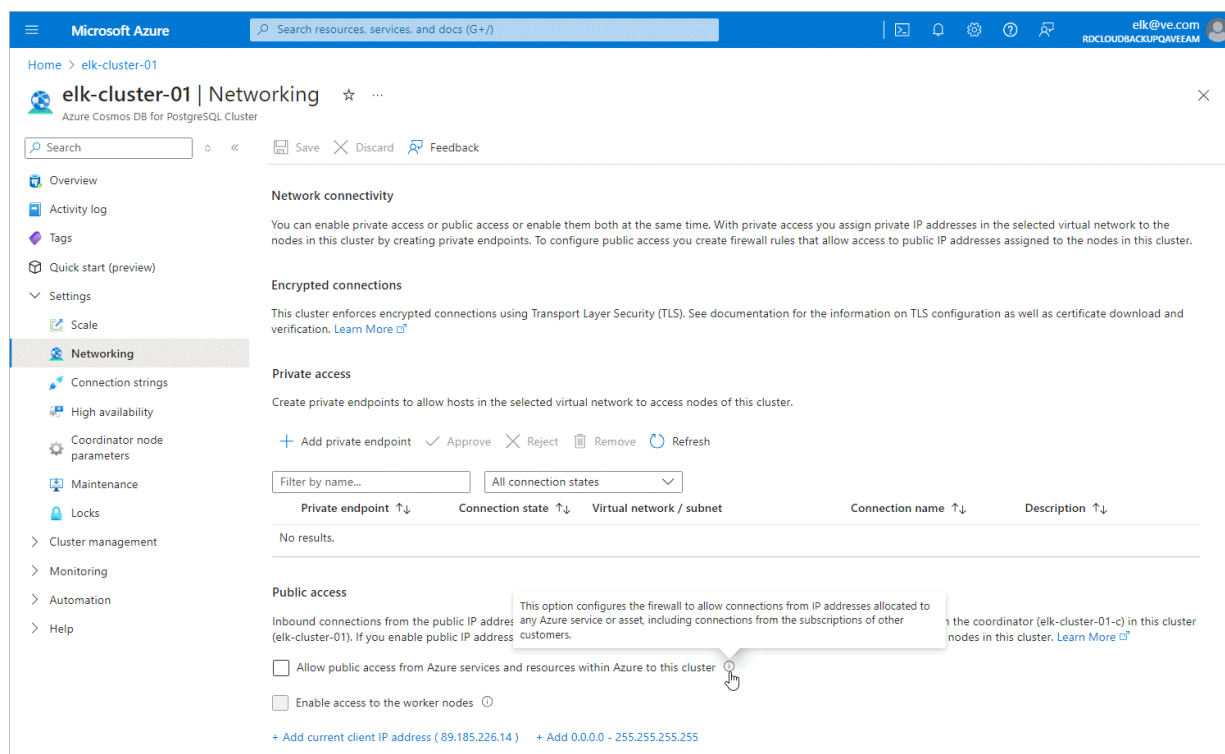 Microsoft Azure
Search resources, services, and docs (G+/)
elk@ve.com
RDCLOUDBACKUPQAVEEAM
Home > elk-cluster-01
elk-cluster-01 | Networking
Azure Cosmos DB for PostgreSQL Cluster
Search
Save Discard Feedback
Overview
Activity log
Tags
Quick start (preview)
Settings
Scale
Networking
Connection strings
High availability
Coordinator node
parameters
Maintenance
Locks
Cluster management
Monitoring
Automation
Help
Network connectivity
You can enable private access or public access or enable them both at the same time. With private access you assign private IP addresses in the selected virtual network to the
nodes in this cluster by creating private endpoints. To configure public access you create firewall rules that allow access to public IP addresses assigned to the nodes in this cluster.
Encrypted connections
This cluster enforces encrypted connections using Transport Layer Security (TLS). See documentation for the information on TLS configuration as well as certificate download and
verification. Learn More
Private access
Create private endpoints to allow hosts in the selected virtual network to access nodes of this cluster.
Add private endpoint Approve Reject Remove Refresh
Filter by name... All connection states
Private endpoint Connection state Virtual network / subnet Connection name Description
No results.
Public access
This option configures the firewall to allow connections from IP addresses allocated to
any Azure service or asset, including connections from the subscriptions of other
customers.
Inbound connections from the public IP addres the coordinator (elk-cluster-01-c) in this cluster
(elk-cluster-01). If you enable public IP address nodes in this cluster. Learn More
Allow public access from Azure services and resources within Azure to this cluster
Enable access to the worker nodes
+ Add current client IP address ( 89.185.226.14 ) + Add 0.0.0.0 - 255.255.255.255